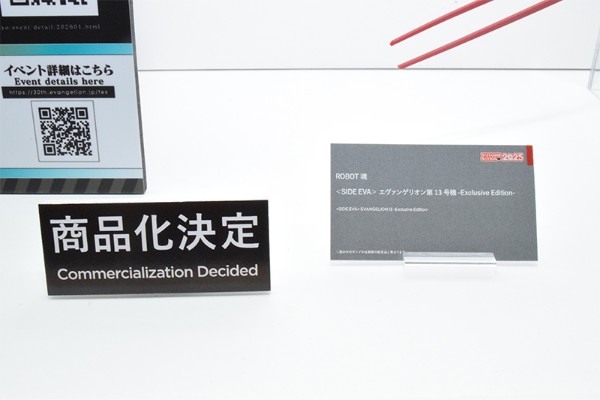 イベント詳細はこちら
Event details here
https://30th.evangelion.jp/fes
商品化決定
Commercialization Decided
2025
ROBOT 魂
＜SIDE EVA＞ エヴァンゲリオン第13号機 -Exclusive Edition-
<SIDE EVA> EVANGELION13 -Exclusive Edition-